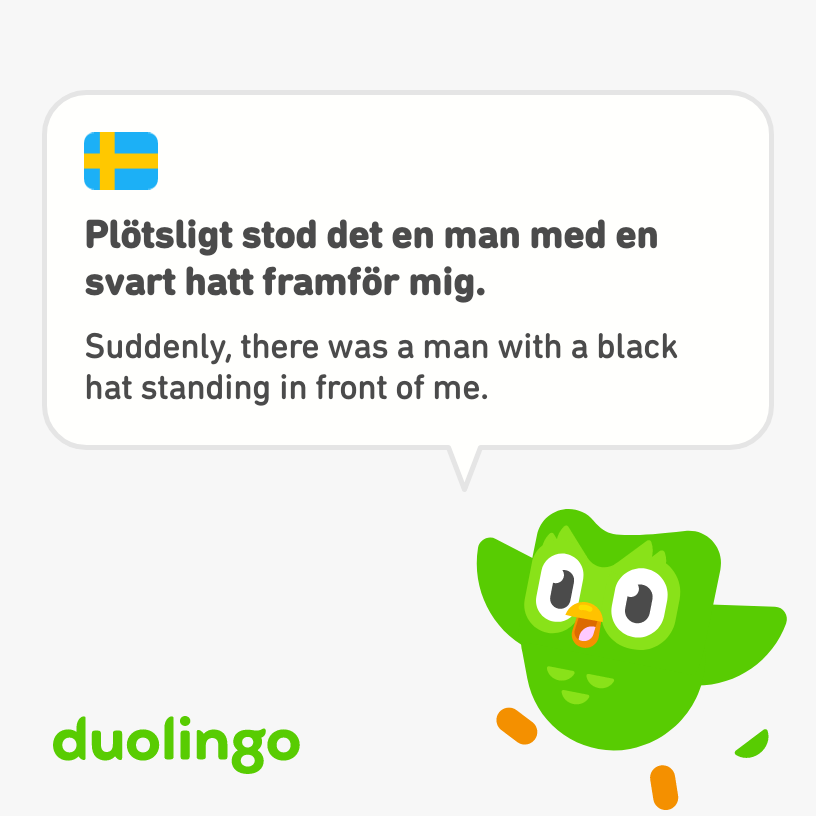 Plötsligt stod det en man med en
svart hatt framför mig.
Suddenly, there was a man with a black
hat standing in front of me.
duolingo